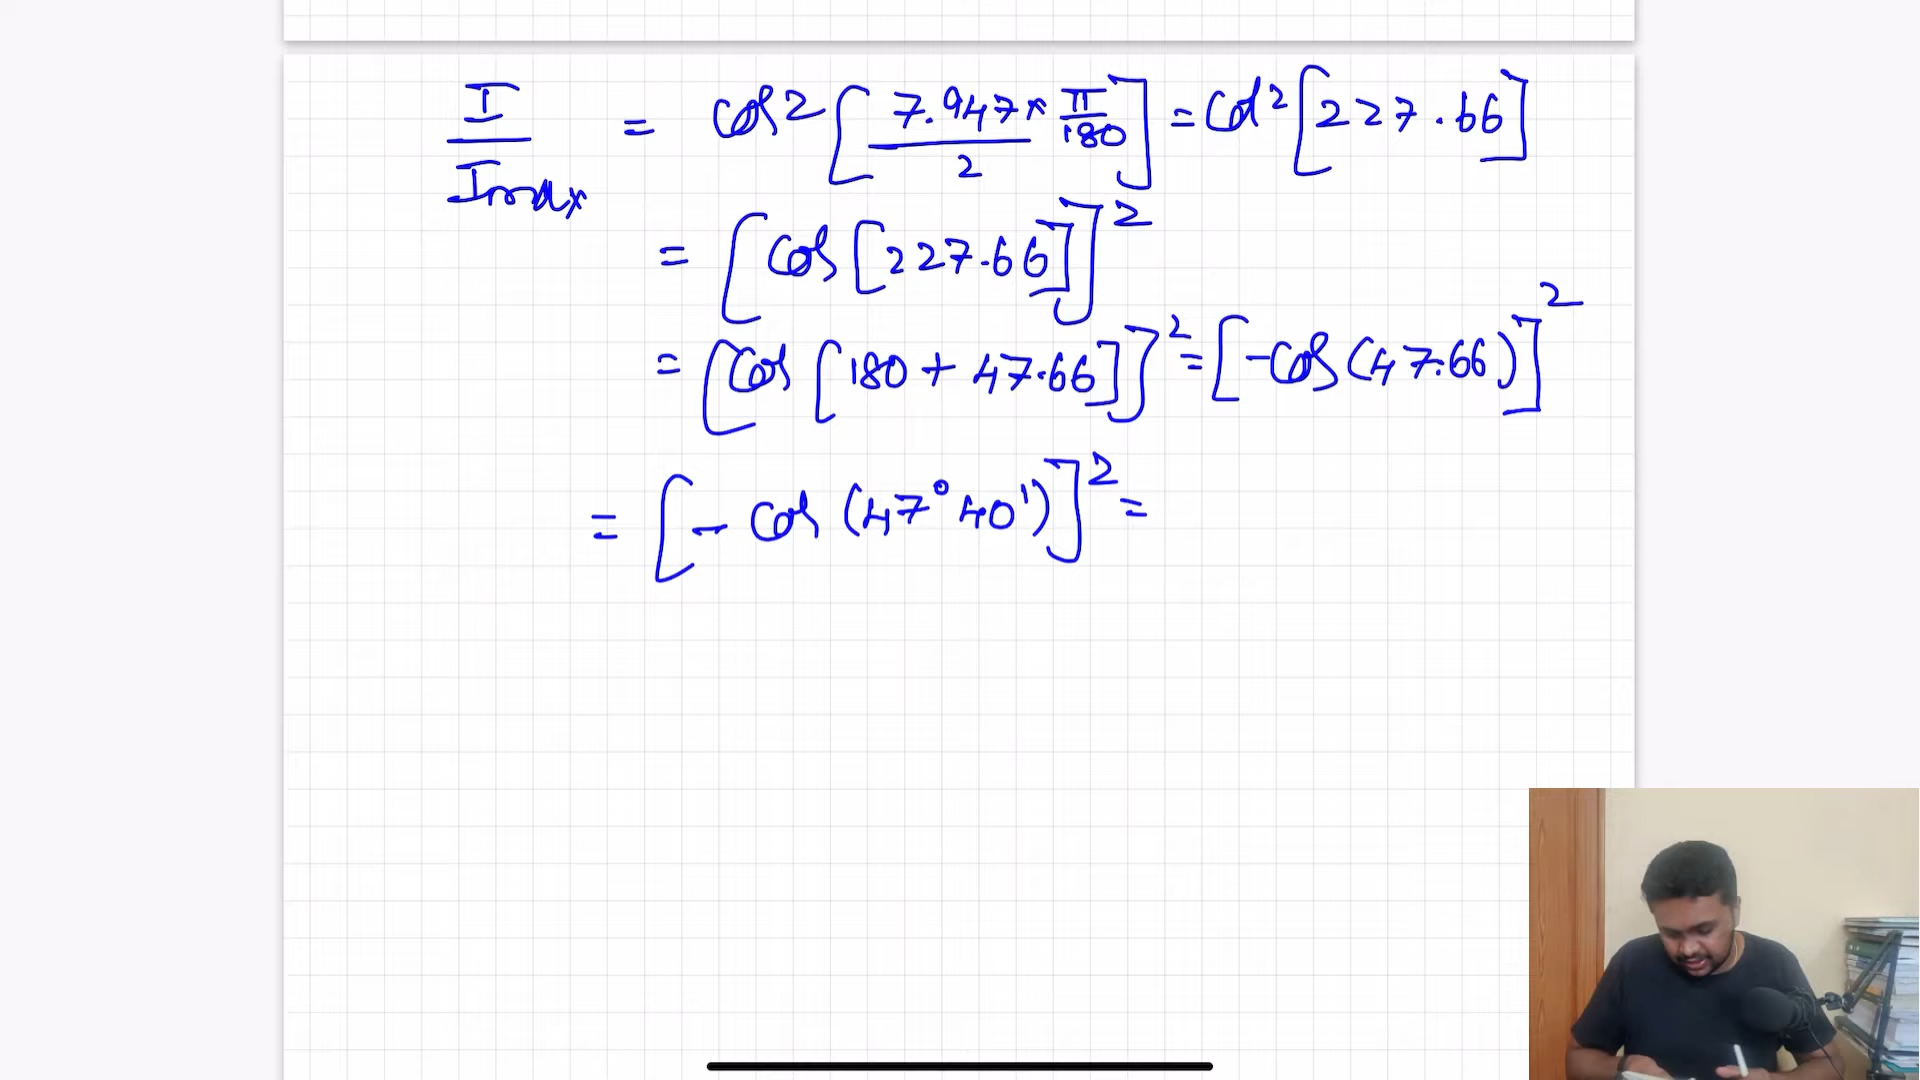 I/Imax = cos2 [7.947 × π/180 / 2] = cos² [227.66]
= [cos [227.66]]²
= [cos [180 + 47.66]]² = [-cos (47.66)]²
= [- cos (47° 40')]² =